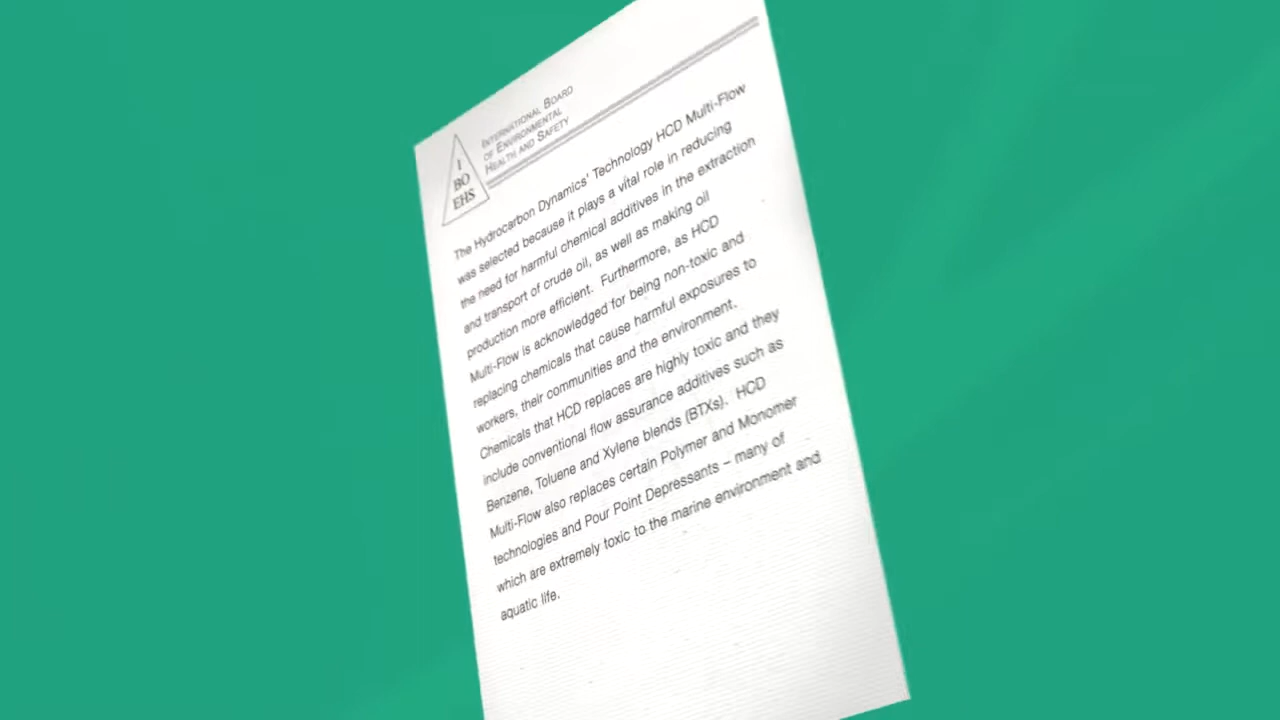 I
BO
EHS
INTERNATIONAL BOARD
OF ENVIRONMENTAL
HEALTH AND SAFETY
The Hydrocarbon Dynamics' Technology HCD Multi-Flow
was selected because it plays a vital role in reducing
the need for harmful chemical additives in the extraction
and transport of crude oil, as well as making oil
production more efficient. Furthermore, as HCD
Multi-Flow is acknowledged for being non-toxic and
replacing chemicals that cause harmful exposures to
workers, their communities and the environment.
Chemicals that HCD replaces are highly toxic and they
include conventional flow assurance additives such as
Benzene, Toluene and Xylene blends (BTXs). HCD
Multi-Flow also replaces certain Polymer and Monomer
technologies and Pour Point Depressants – many of
which are extremely toxic to the marine environment and
aquatic life.